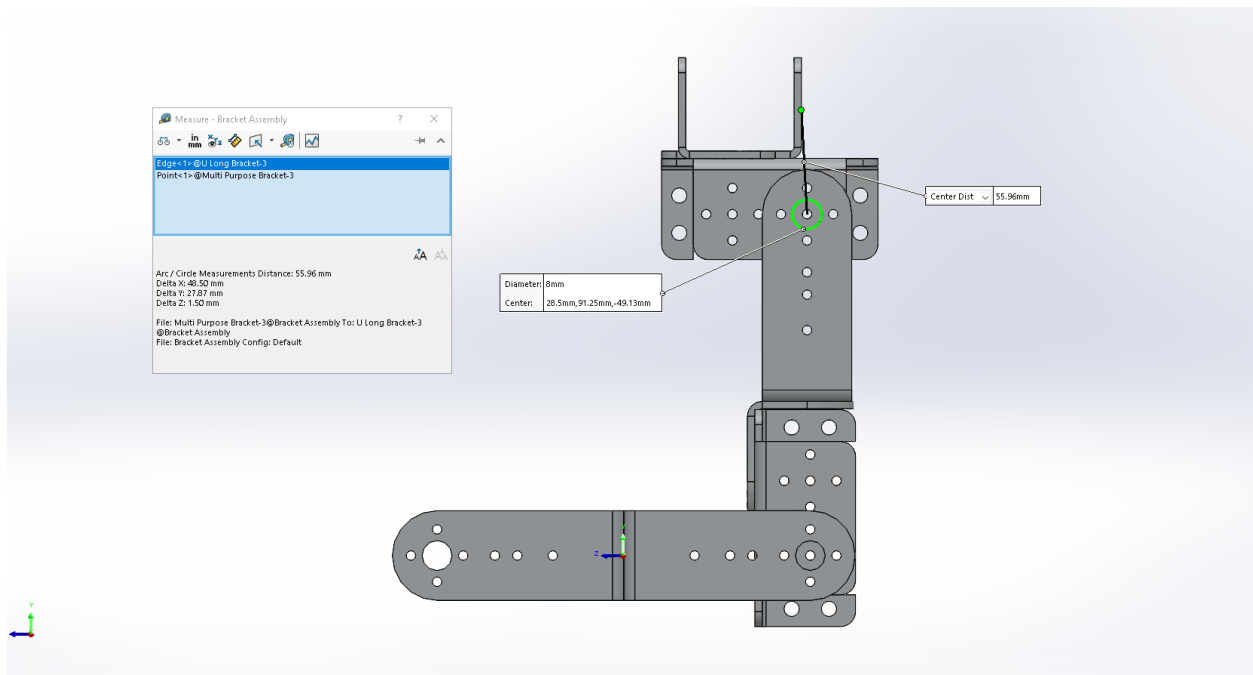 Measure - Bracket Assembly
?
in
mm
Edge<1>@U Long Bracket-3
Point<1>@Multi Purpose Bracket-3
Arc / Circle Measurements Distance: 55.96 mm
Delta X: 48.50 mm
Delta Y: 27.87 mm
Delta Z: 1.50 mm
File: Multi Purpose Bracket-3@Bracket Assembly To: U Long Bracket-3
@Bracket Assembly
File: Bracket Assembly Config: Default
Center Dist
55.96mm
Diameter: 8mm
Center: 28.5mm,91.25mm,-49.13mm
Y
Z
Y